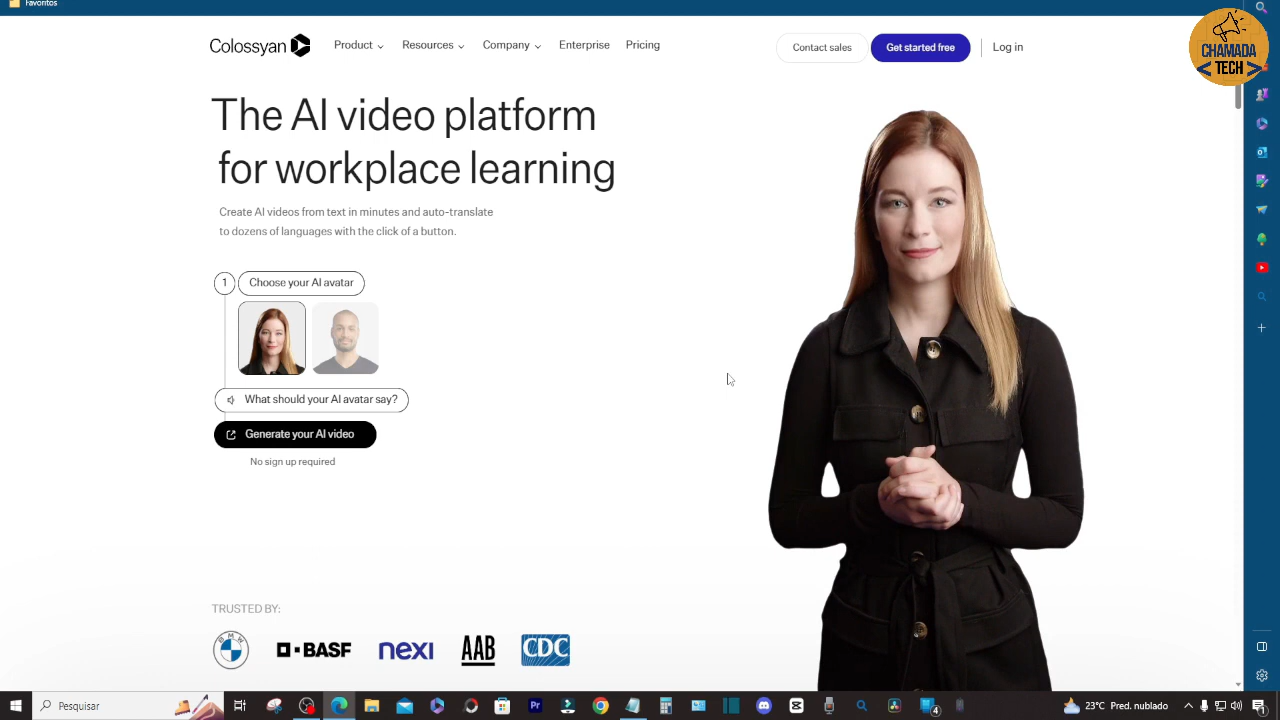 Favoritos
CHAMADA
< TECH >
Colossyan
Product
Resources
Company
Enterprise
Pricing
Contact sales
Get started free
Log in
The AI video platform
for workplace learning
Create AI videos from text in minutes and auto-translate
to dozens of languages with the click of a button.
1
Choose your AI avatar
What should your AI avatar say?
Generate your AI video
No sign up required
TRUSTED BY:
BMW
BASF
nexi
AAB
CDC
Pesquisar
Pr
4
23°C Pred. nublado
1